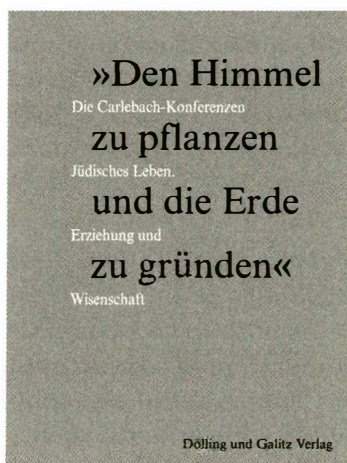 »Den Himmel
Die Carlebach-Konferenzen
zu pflanzen
Jüdisches Leben.
und die Erde
Erziehung und
zu gründen«
Wisenschaft
Dölling und Galitz Verlag